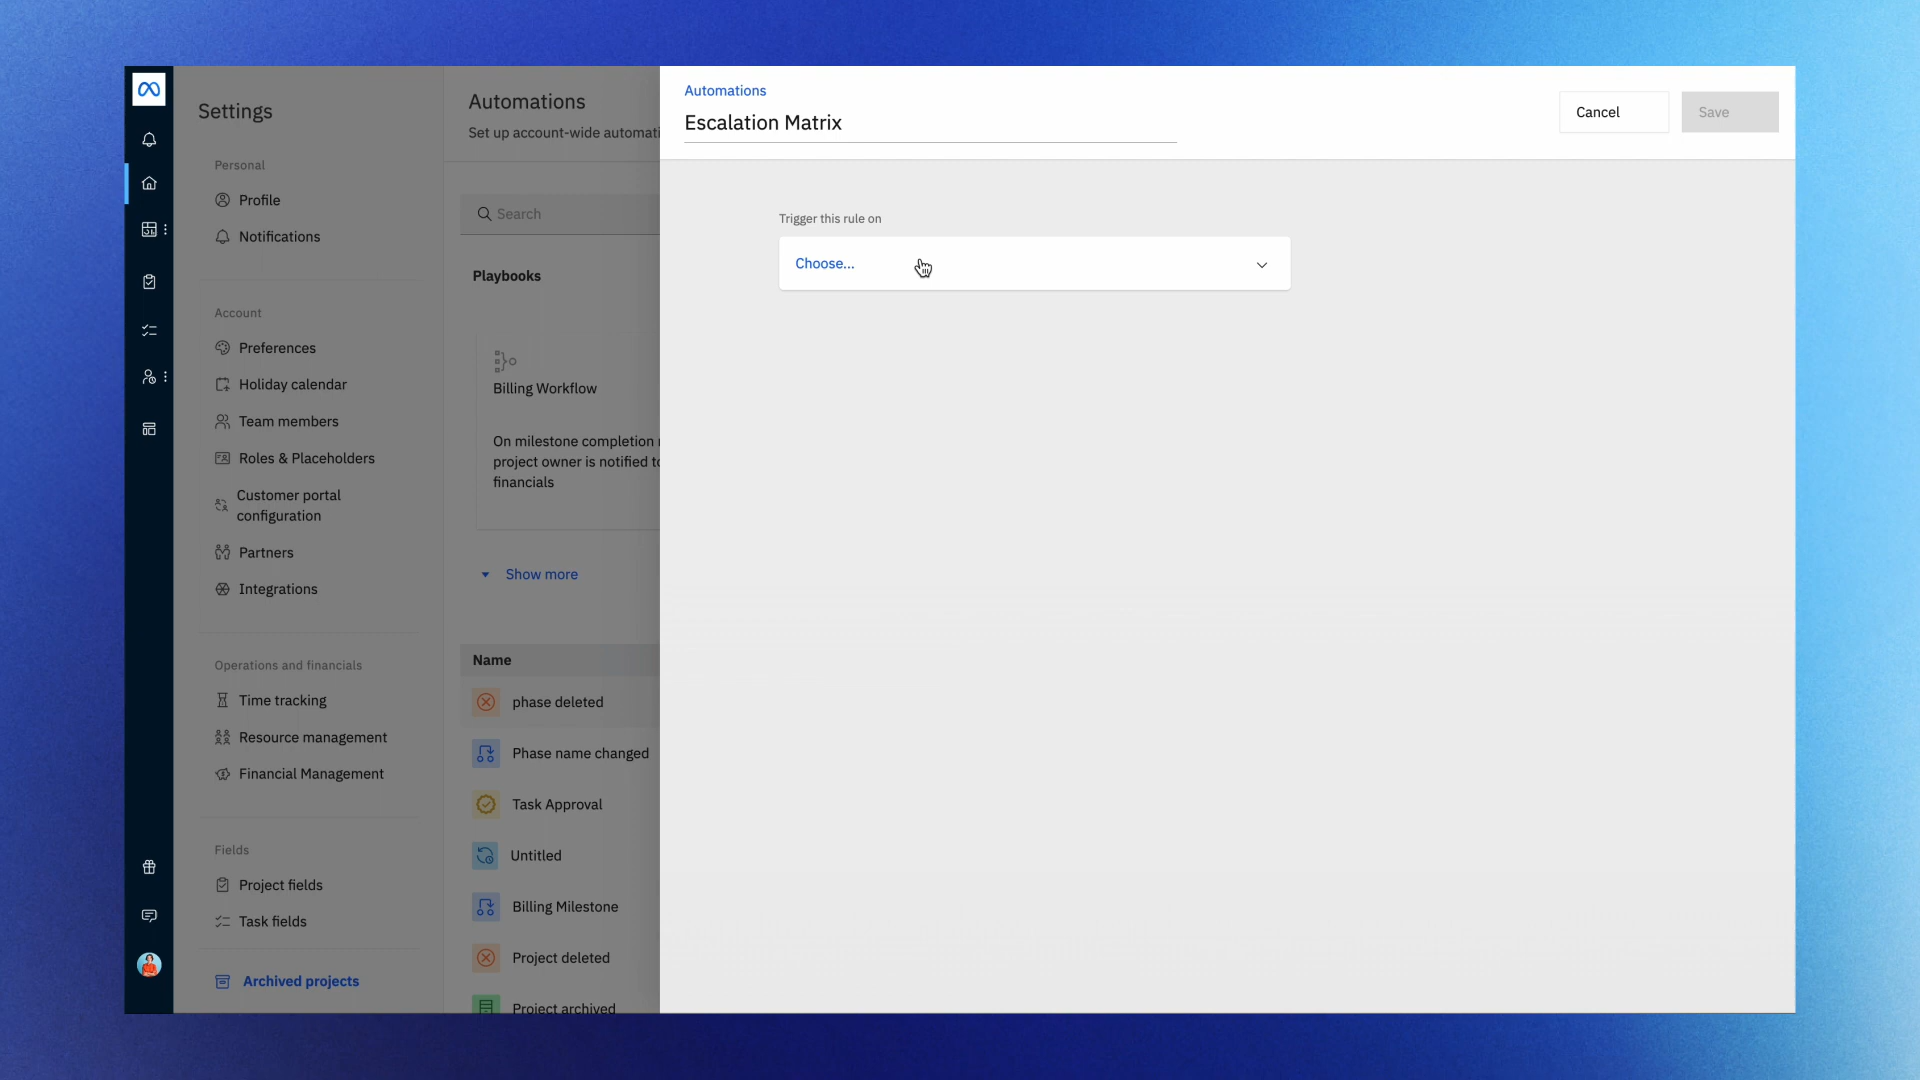 Settings
Personal
Profile
Notifications
Account
Preferences
Holiday calendar
Team members
Roles & Placeholders
Customer portal
configuration
Partners
Integrations
Operations and financials
Time tracking
Resource management
Financial Management
Fields
Project fields
Task fields
Archived projects
Automations
Set up account-wide automati
Search
Playbooks
Billing Workflow
On milestone completion
project owner is notified to
financials
Show more
Name
phase deleted
Phase name changed
Task Approval
Untitled
Billing Milestone
Project deleted
Project archived
Automations
Escalation Matrix
Cancel
Save
Trigger this rule on
Choose...